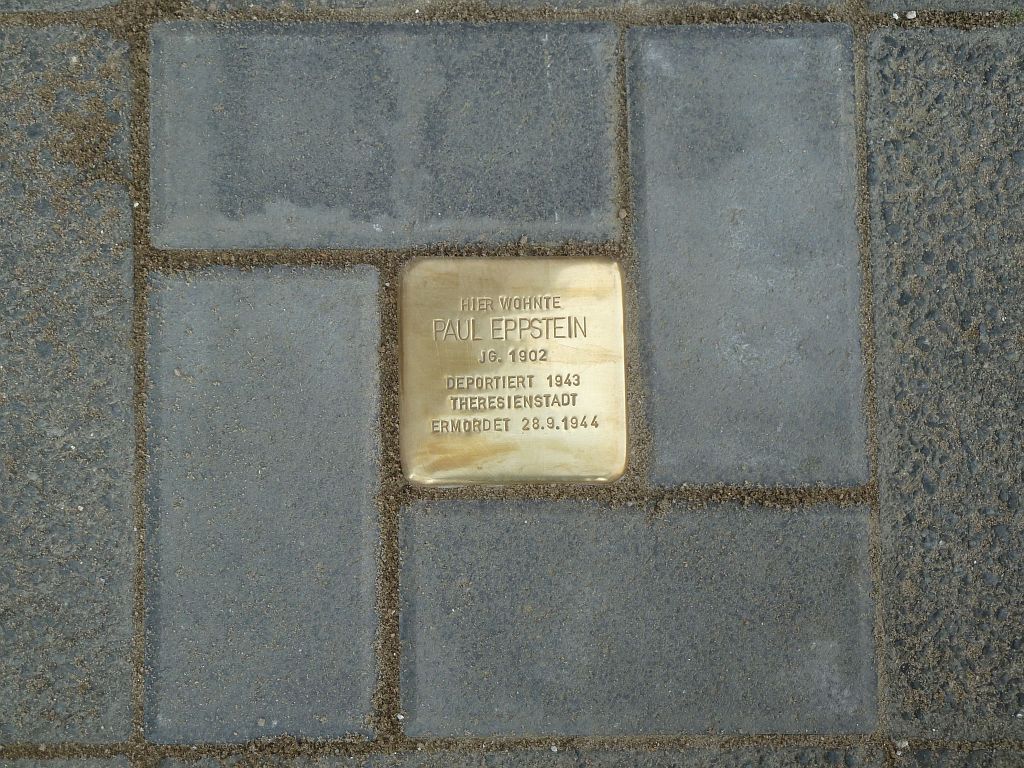 HIER WOHNTE
PAUL EPPSTEIN
JG. 1902
DEPORTIERT 1943
THERESIENSTADT
ERMORDET 28.9.1944